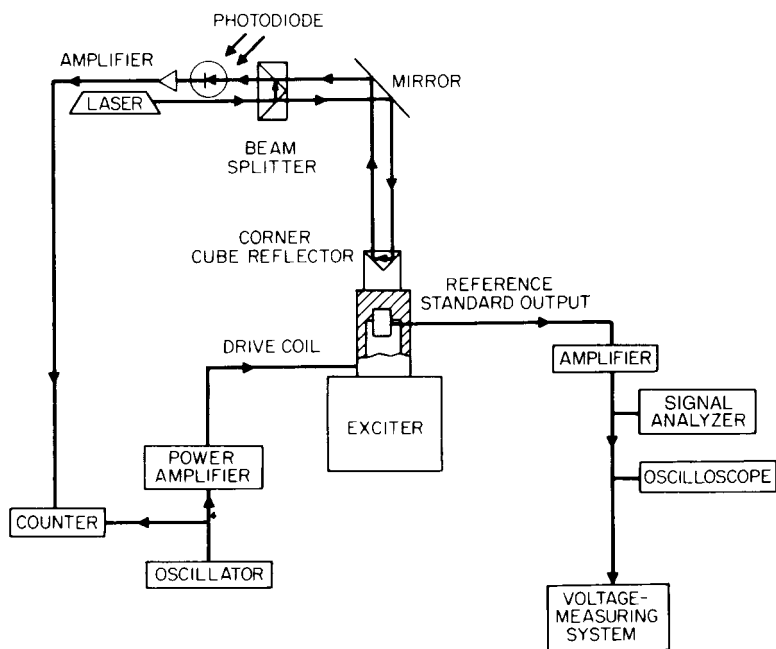 PHOTODIODE
AMPLIFIER
MIRROR
LASER
BEAM
SPLITTER
CORNER
CUBE REFLECTOR
REFERENCE
STANDARD OUTPUT
DRIVE COIL
AMPLIFIER
EXCITER
SIGNAL
ANALYZER
POWER
AMPLIFIER
OSCILLOSCOPE
COUNTER
OSCILLATOR
VOLTAGE-
MEASURING
SYSTEM